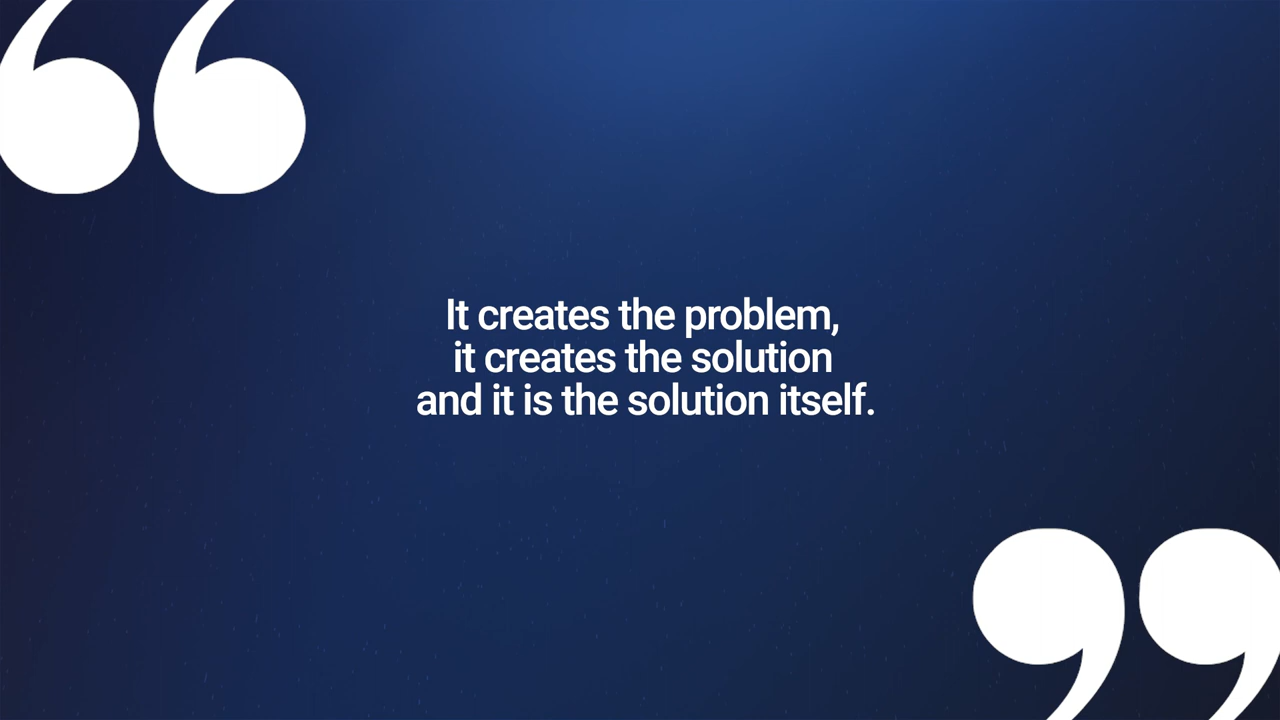 It creates the problem,
it creates the solution
and it is the solution itself.